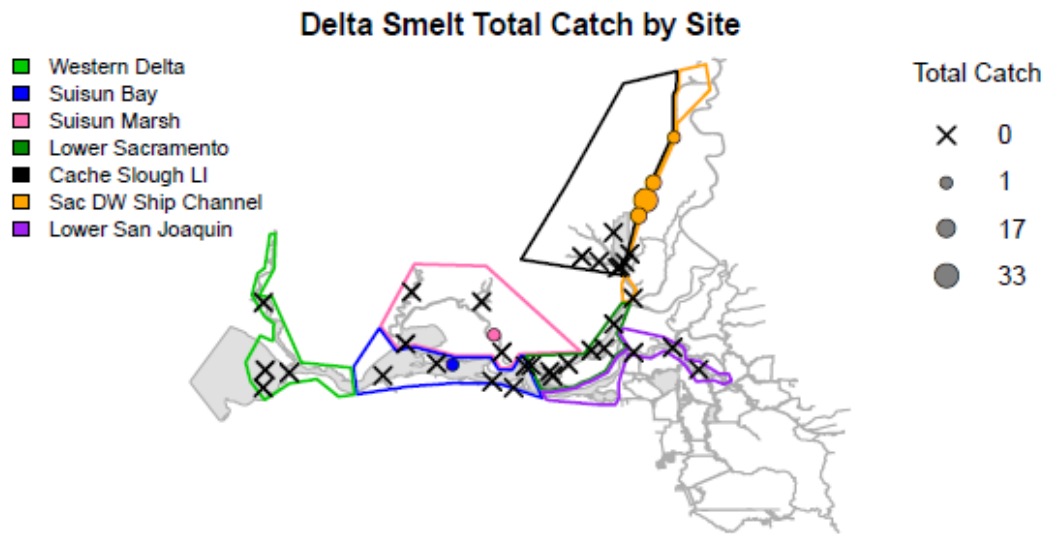 Delta Smelt Total Catch by Site
Western Delta
Suisun Bay
Suisun Marsh
Lower Sacramento
Cache Slough LI
Sac DW Ship Channel
Lower San Joaquin
Total Catch
0
1
17
33